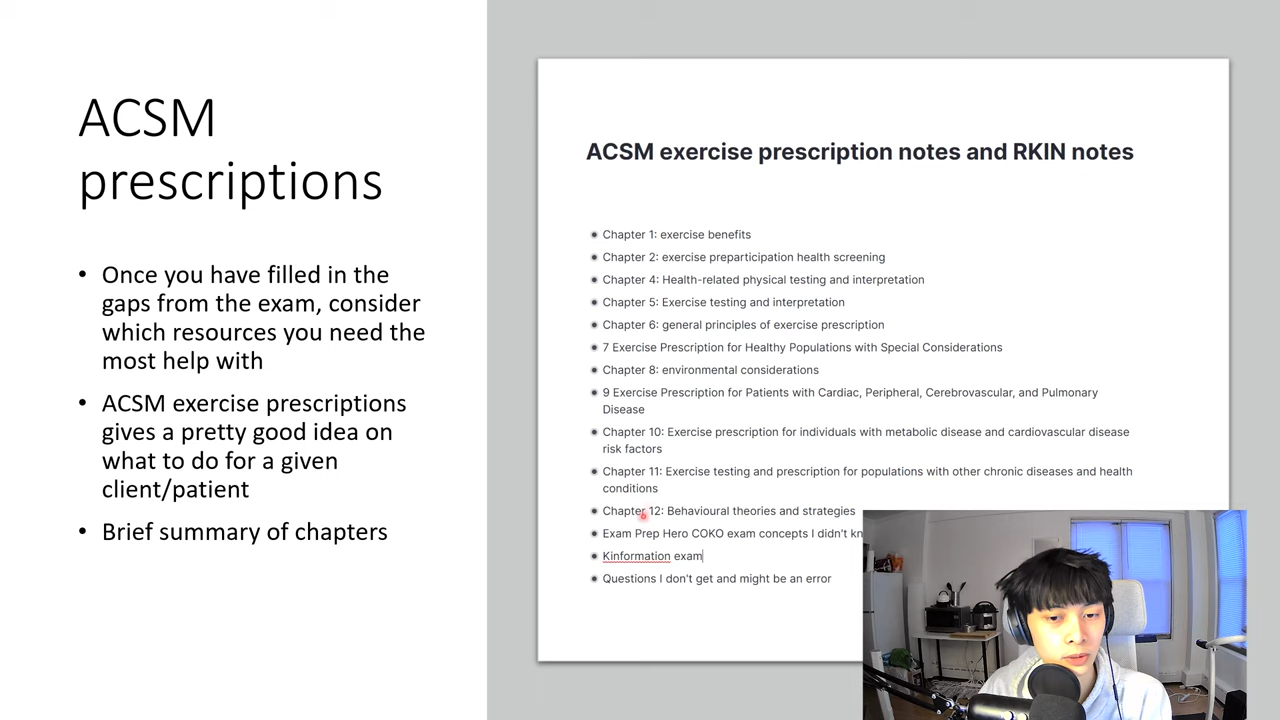 ACSM
prescriptions
• Once you have filled in the
gaps from the exam, consider
which resources you need the
most help with
• ACSM exercise prescriptions
gives a pretty good idea on
what to do for a given
client/patient
• Brief summary of chapters
ACSM exercise prescription notes and RKIN notes
• Chapter 1: exercise benefits
• Chapter 2: exercise preparticipation health screening
• Chapter 4: Health-related physical testing and interpretation
• Chapter 5: Exercise testing and interpretation
• Chapter 6: general principles of exercise prescription
• 7 Exercise Prescription for Healthy Populations with Special Considerations
• Chapter 8: environmental considerations
• 9 Exercise Prescription for Patients with Cardiac, Peripheral, Cerebrovascular, and Pulmonary
Disease
• Chapter 10: Exercise prescription for individuals with metabolic disease and cardiovascular disease
risk factors
• Chapter 11: Exercise testing and prescription for populations with other chronic diseases and health
conditions
• Chapter 12: Behavioural theories and strategies
• Exam Prep Hero COKO exam concepts I didn't
• Kinformation exam
• Questions I don't get and might be an error